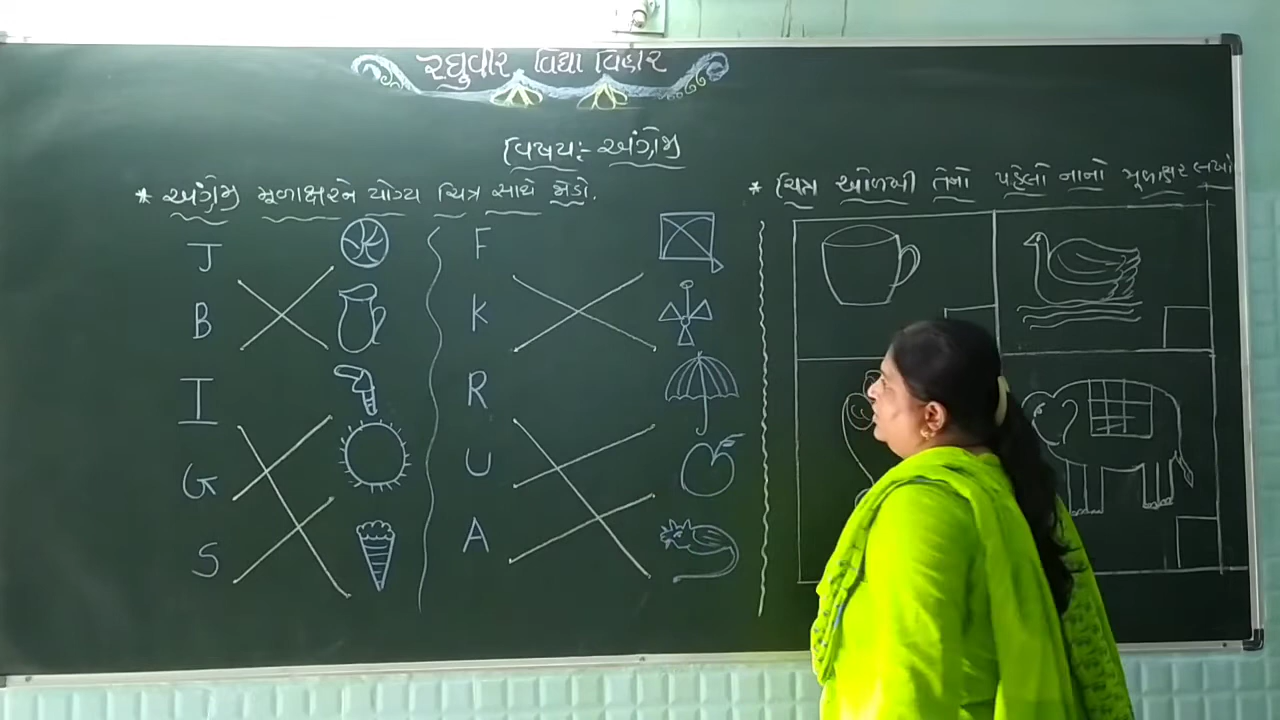 રઘુવીર વિદ્યા વિહાર
વિષય:- અંગ્રેજી
* અંગ્રેજી મૂળાક્ષરને યોગ્ય ચિત્ર સાથે જોડો.
J
B
I
G
S
F
K
R
U
A
* ચિત્ર ઓળખી તેનો પહેલો નાનો મૂળાક્ષર લખો